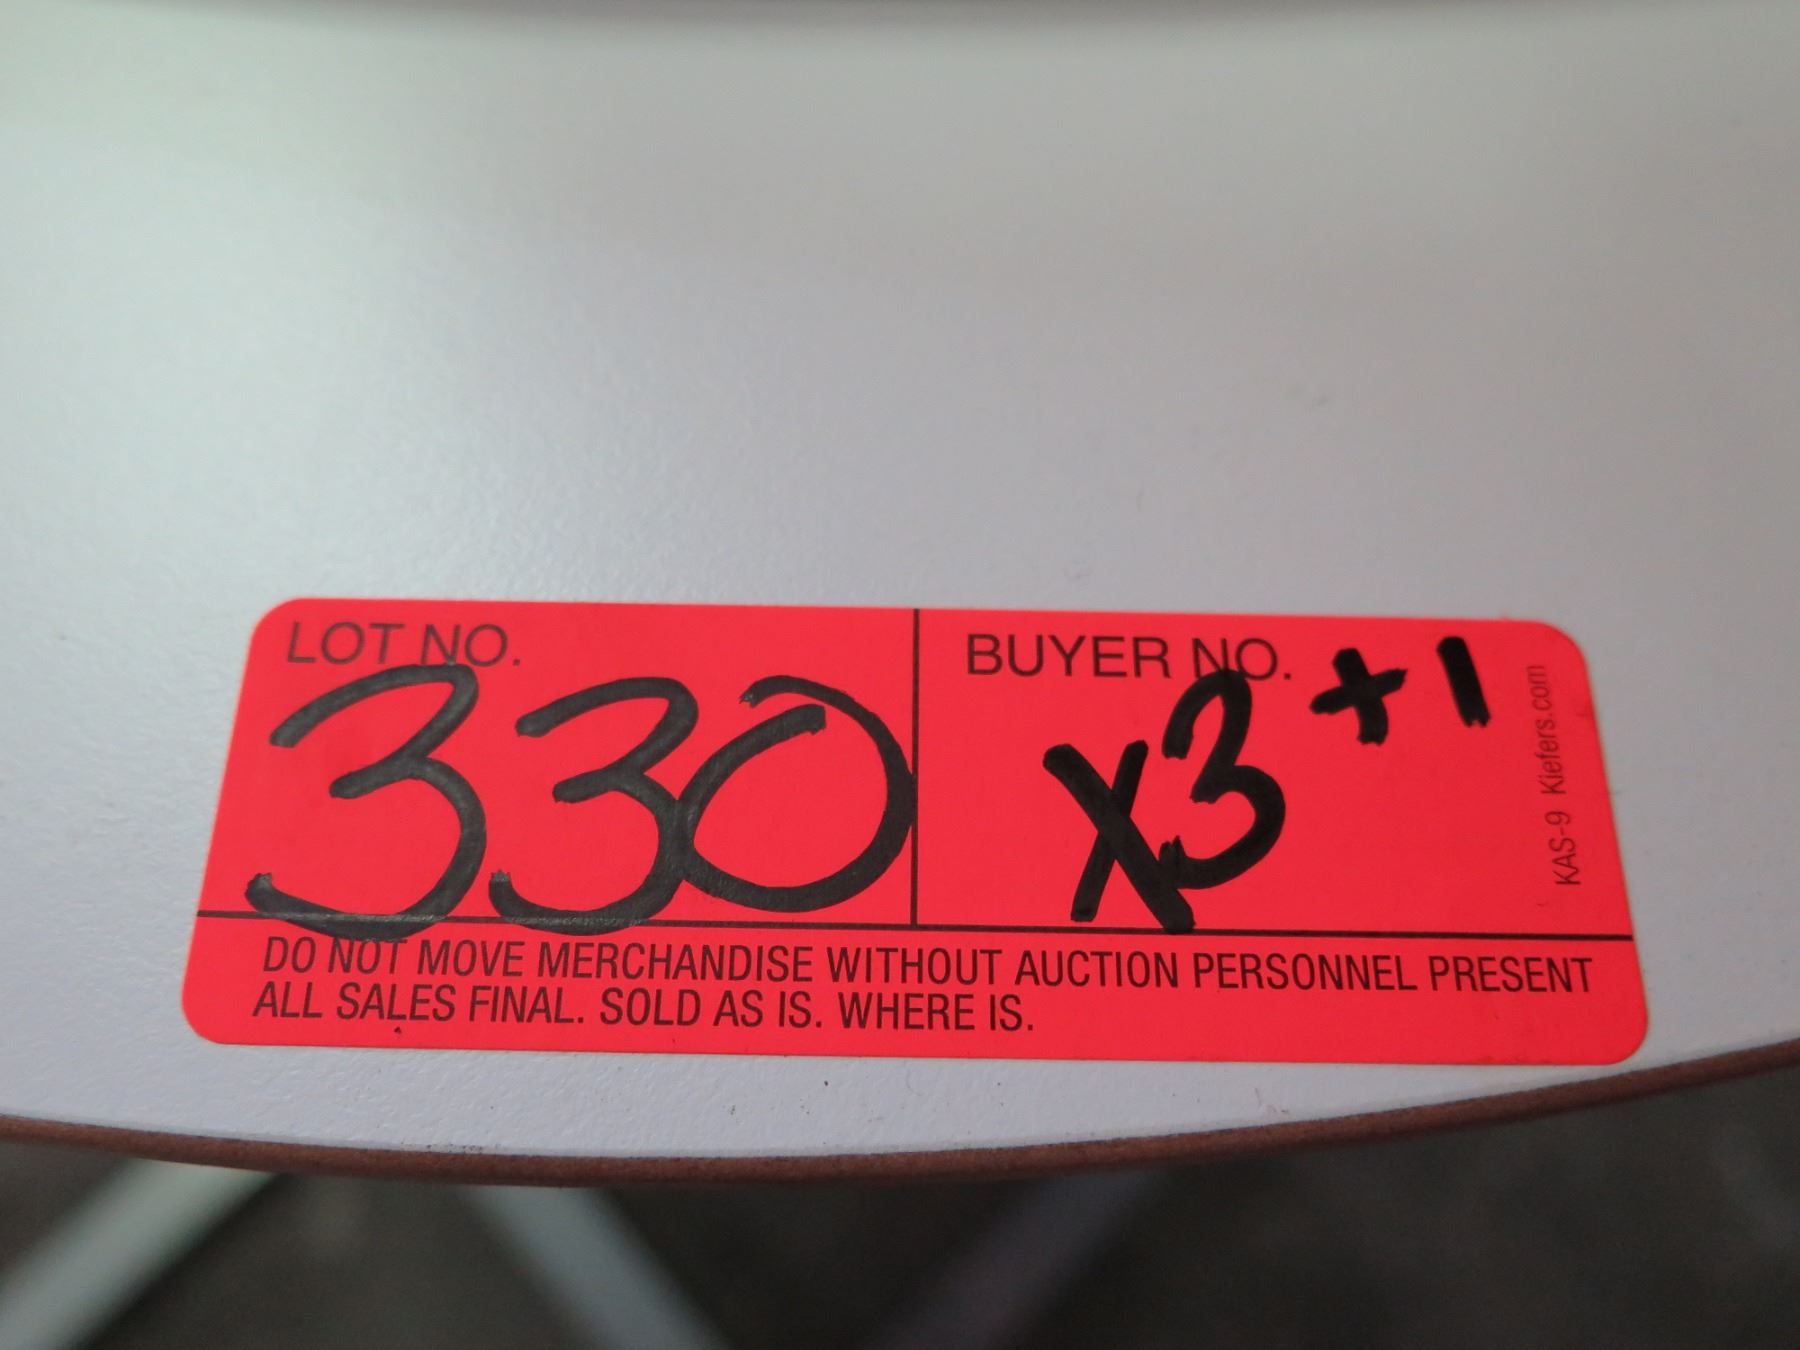 LOT NO.
330
BUYER NO.
x3 +1
KAS-9 Kiefers.com
DO NOT MOVE MERCHANDISE WITHOUT AUCTION PERSONNEL PRESENT
ALL SALES FINAL. SOLD AS IS. WHERE IS.